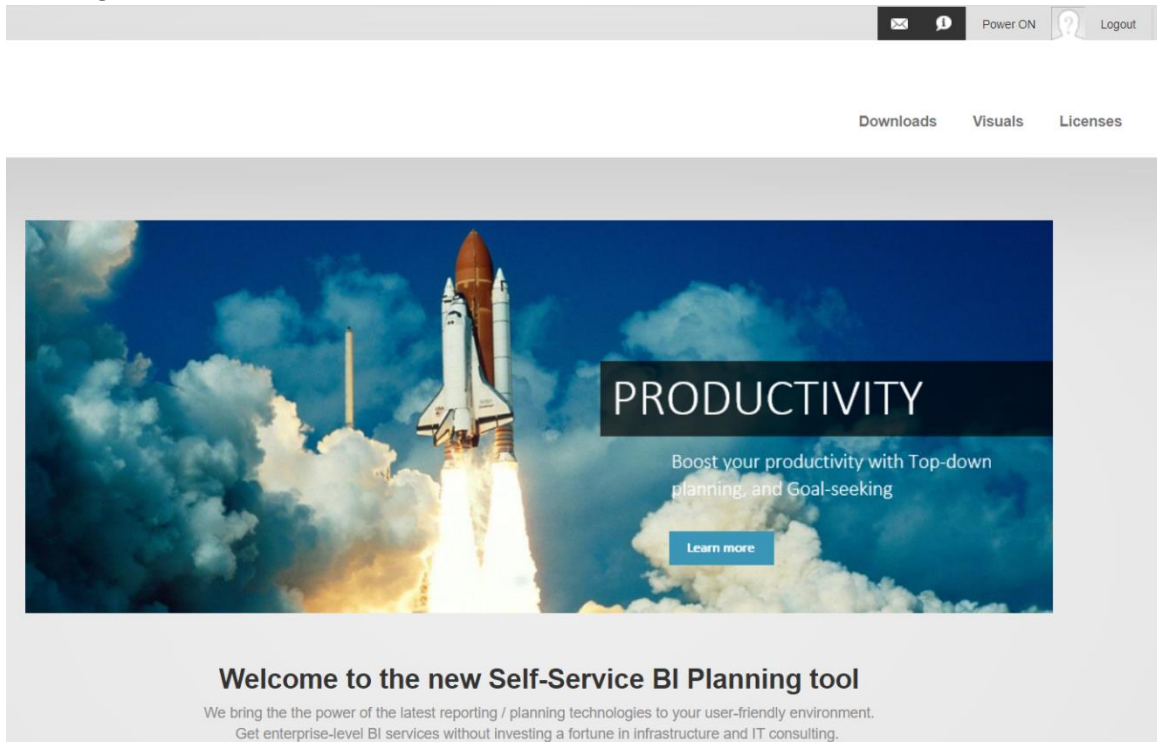 Power ON
Logout
Downloads
Visuals
Licenses
PRODUCTIVITY
Boost your productivity with Top-down
planning, and Goal-seeking
Learn more
Welcome to the new Self-Service BI Planning tool
We bring the the power of the latest reporting / planning technologies to your user-friendly environment.
Get enterprise-level BI services without investing a fortune in infrastructure and IT consulting.